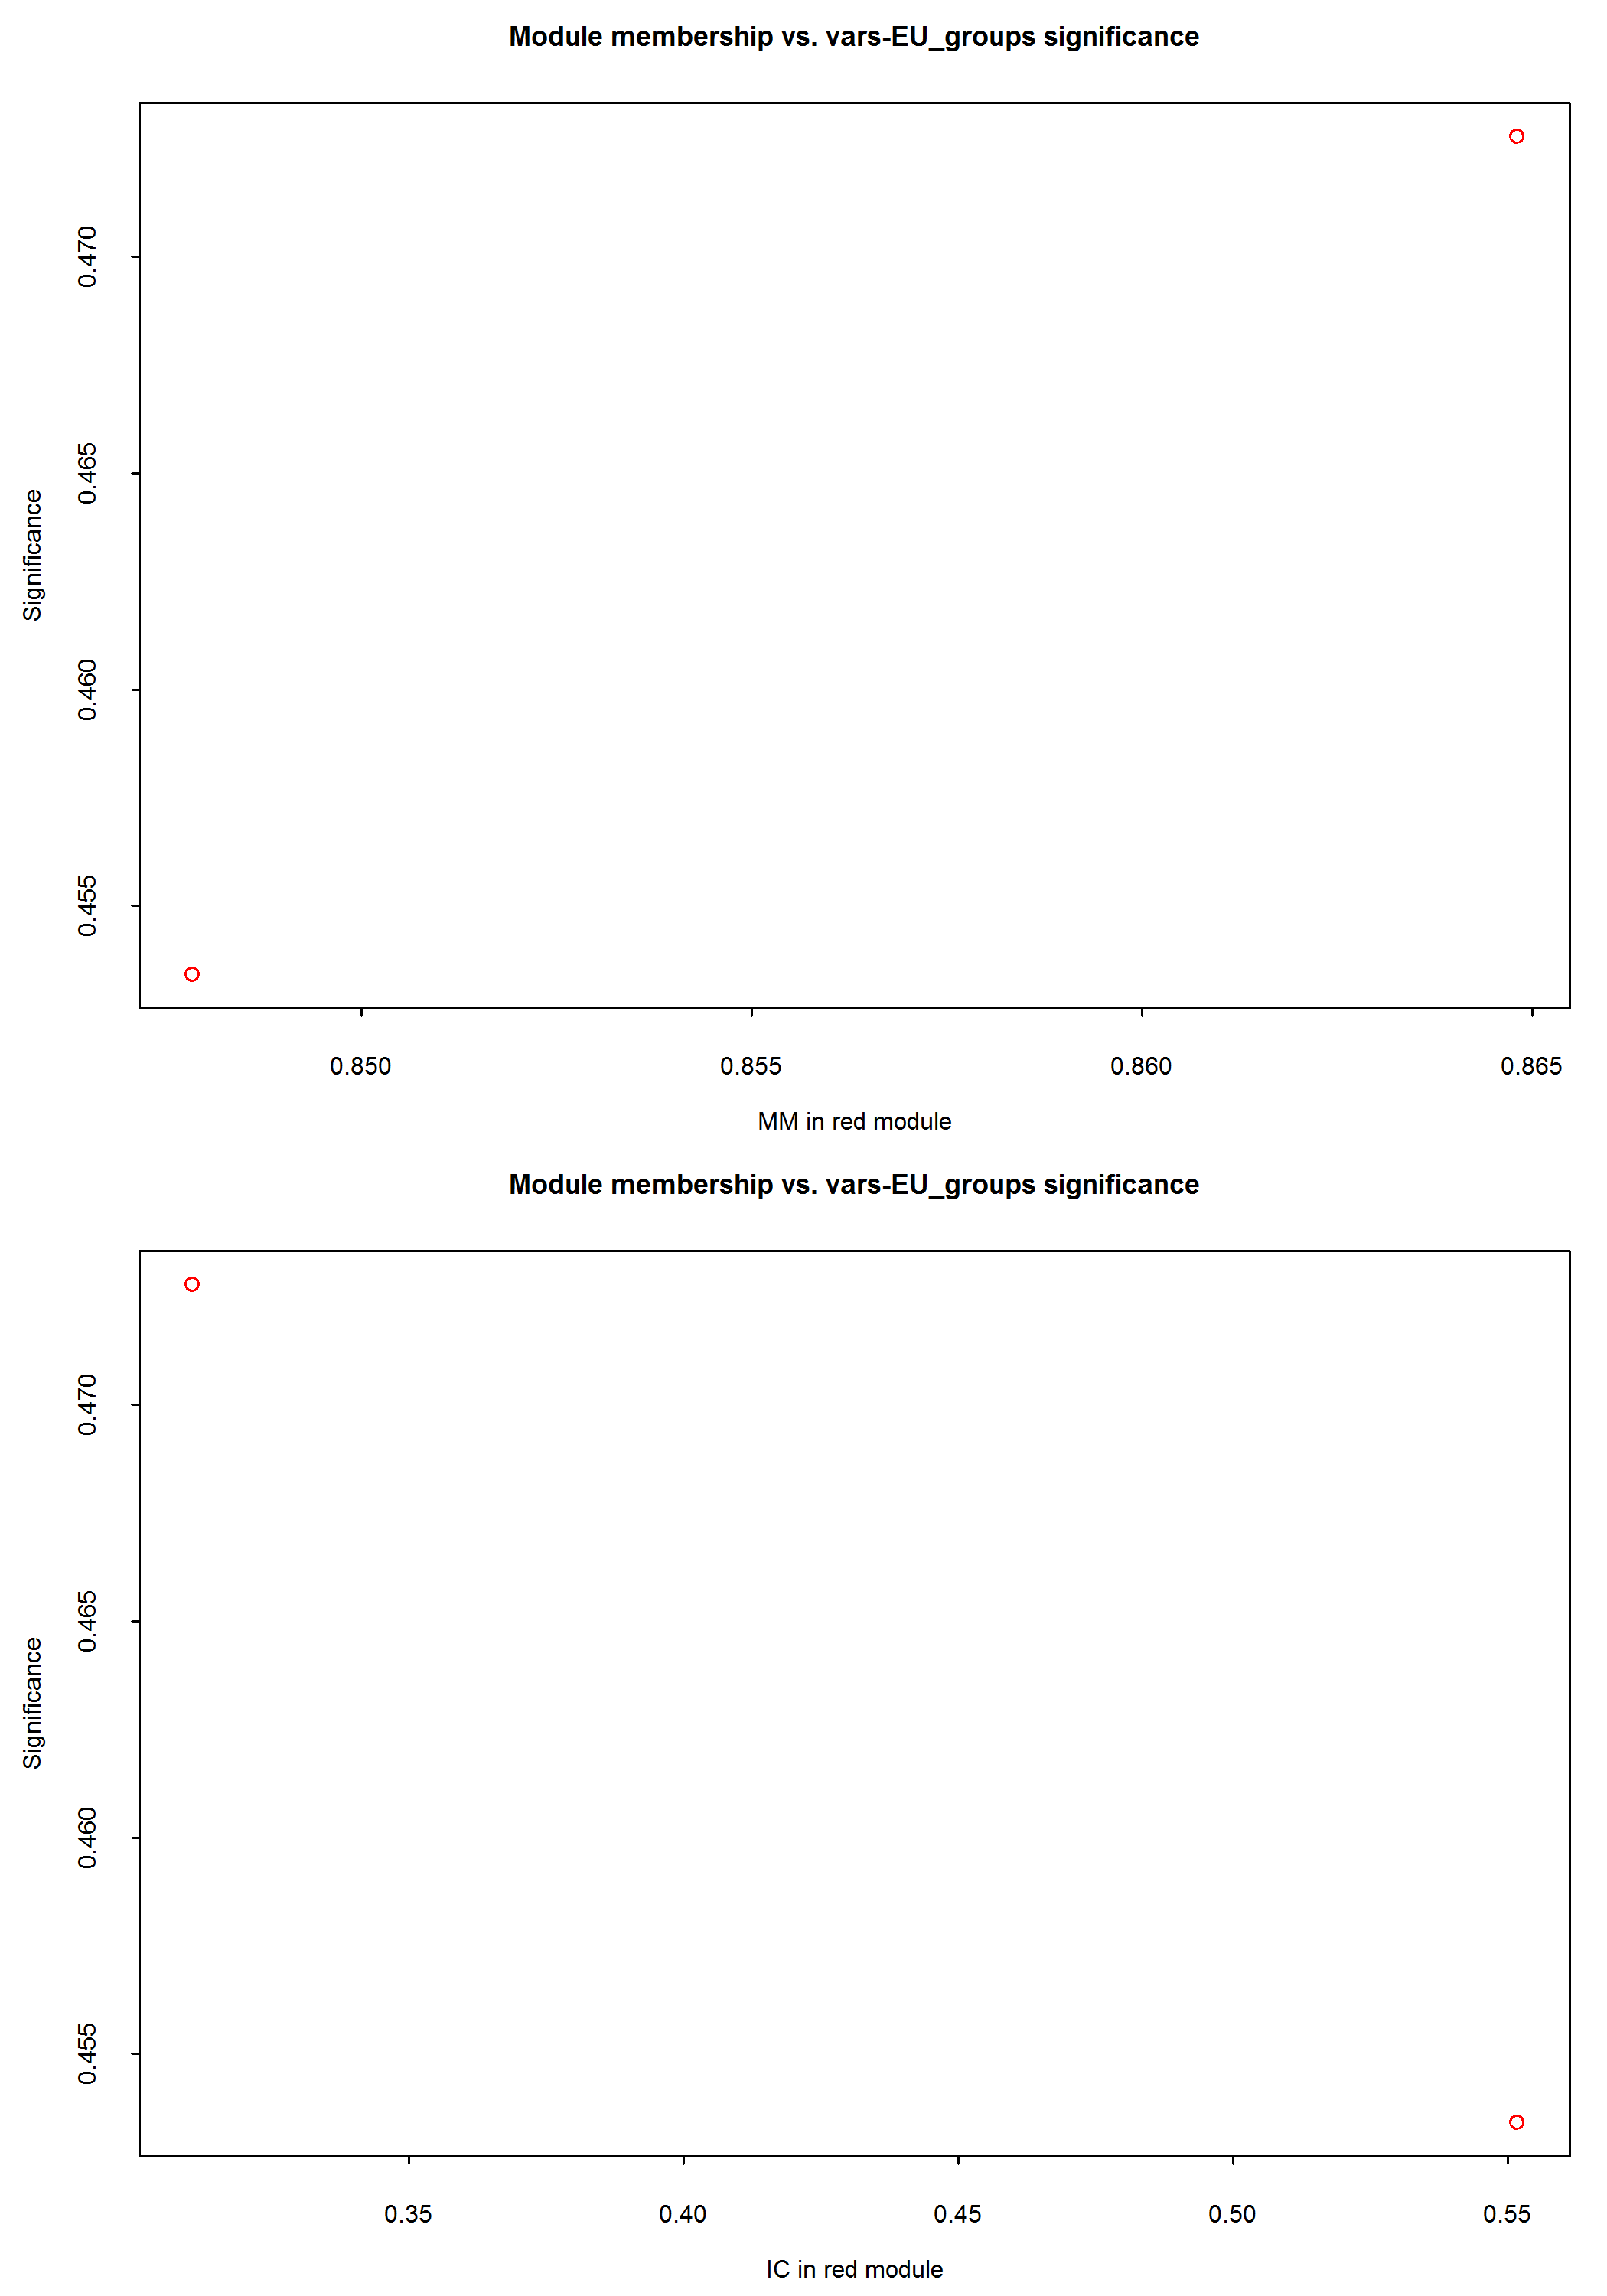 Module membership vs. vars-EU_groups significance
Significance
0.470
0.465
0.460
0.455
0.850 0.855 0.860 0.865
MM in red module
Module membership vs. vars-EU_groups significance
Significance
0.470
0.465
0.460
0.455
0.35 0.40 0.45 0.50 0.55
IC in red module